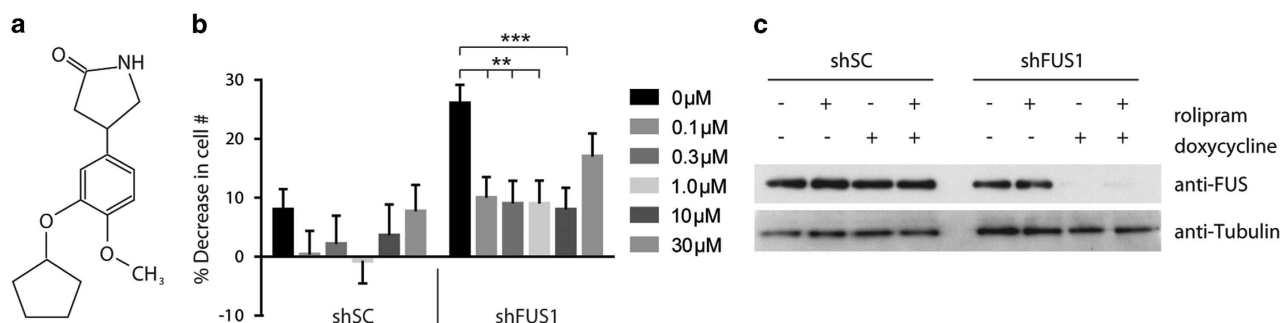 a
O
NH
O
O
CH3
b
% Decrease in cell #
30
20
10
0
-10
***
**
shSC
shFUS1
0µM
0.1µM
0.3µM
1.0µM
10µM
30µM
c
shSC shFUS1
- + - + - + - + rolipram
- - + + - - + + doxycycline
anti-FUS
anti-Tubulin